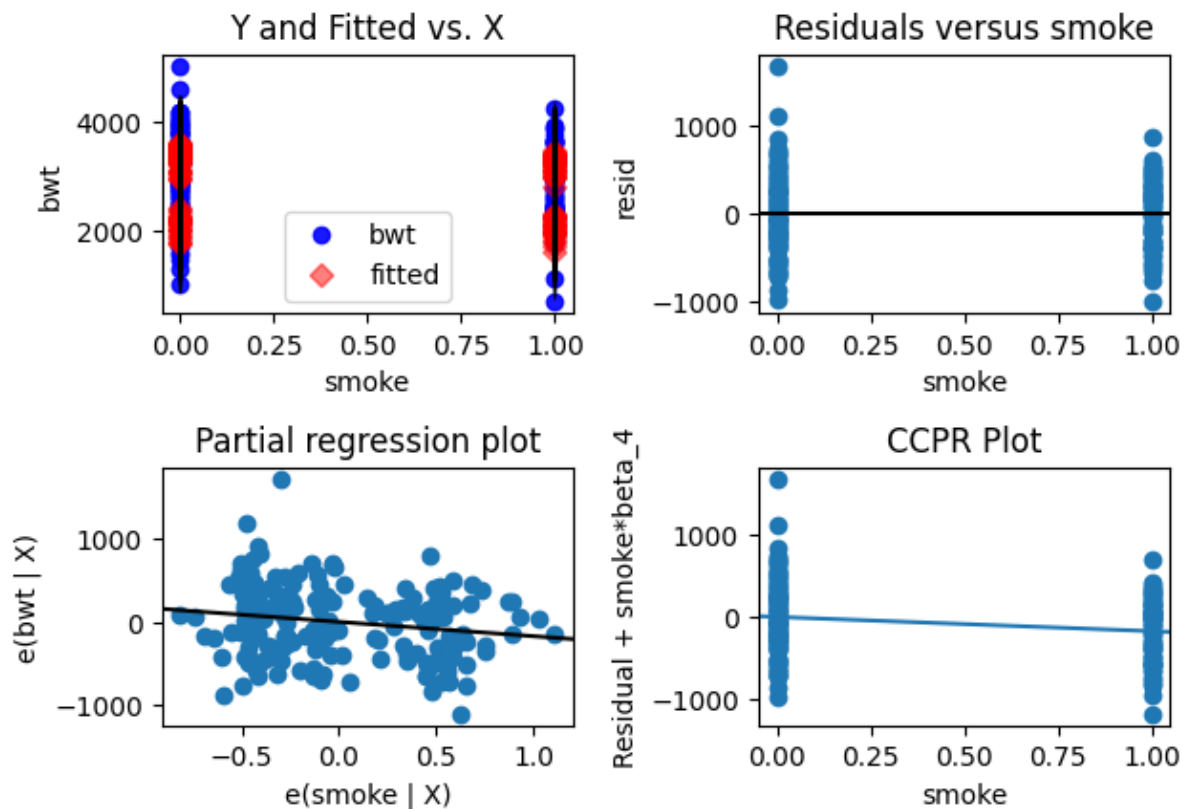 Y and Fitted vs. X
bwt
4000
2000
bwt
fitted
0.00 0.25 0.50 0.75 1.00
smoke
Residuals versus smoke
resid
1000
0
−1000
0.00 0.25 0.50 0.75 1.00
smoke
Partial regression plot
e(bwt | X)
1000
0
−1000
−0.5 0.0 0.5 1.0
e(smoke | X)
CCPR Plot
Residual + smoke*beta_4
1000
0
−1000
0.00 0.25 0.50 0.75 1.00
smoke